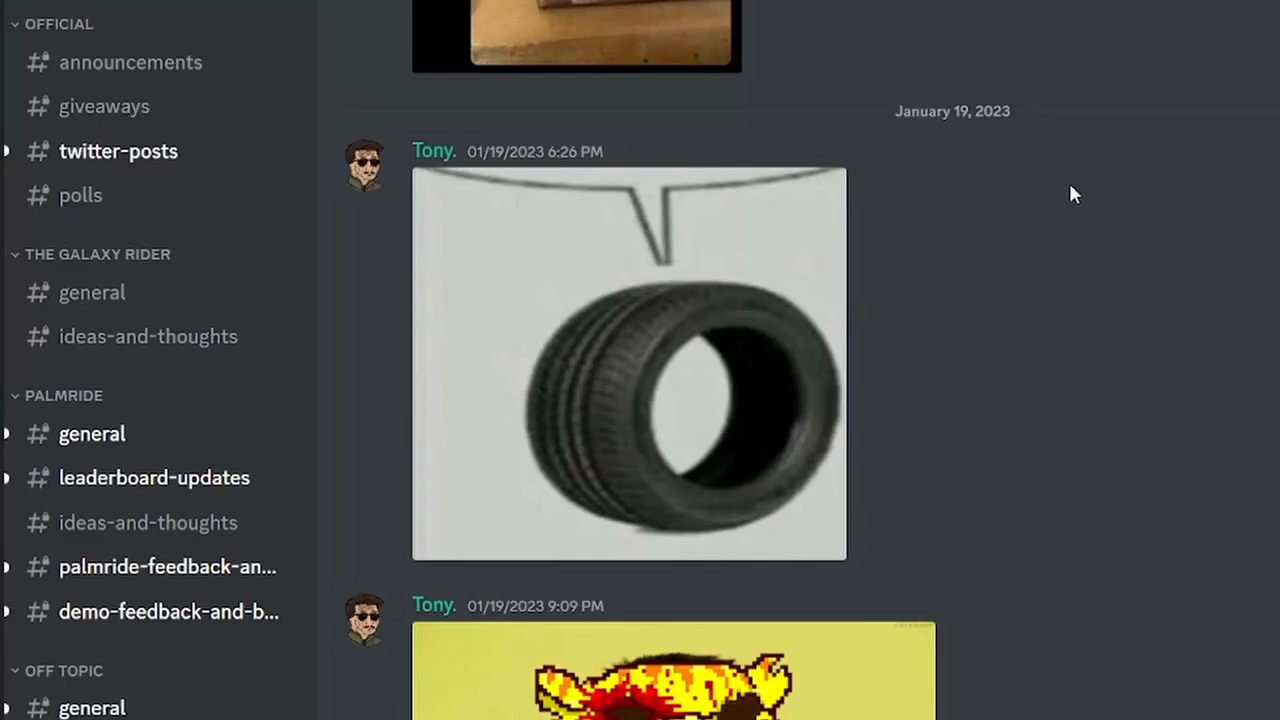 OFFICIAL
announcements
giveaways
twitter-posts
polls
THE GALAXY RIDER
general
ideas-and-thoughts
PALMRIDE
general
leaderboard-updates
ideas-and-thoughts
palmride-feedback-an...
demo-feedback-and-b...
OFF TOPIC
general
January 19, 2023
Tony. 01/19/2023 6:26 PM
Tony. 01/19/2023 9:09 PM